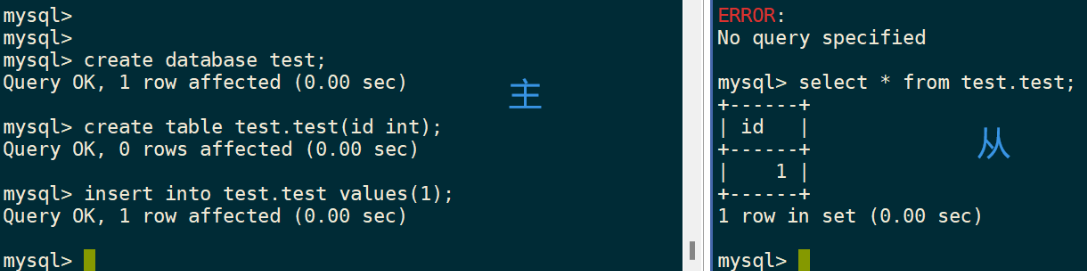 mysql>
mysql>
mysql> create database test;
Query OK, 1 row affected (0.00 sec)
mysql> create table test.test(id int);
Query OK, 0 rows affected (0.00 sec)
mysql> insert into test.test values(1);
Query OK, 1 row affected (0.00 sec)
mysql>
主
ERROR:
No query specified
mysql> select * from test.test;
+------+
| id   |
+------+
|    1 |
+------+
1 row in set (0.00 sec)
mysql>
从